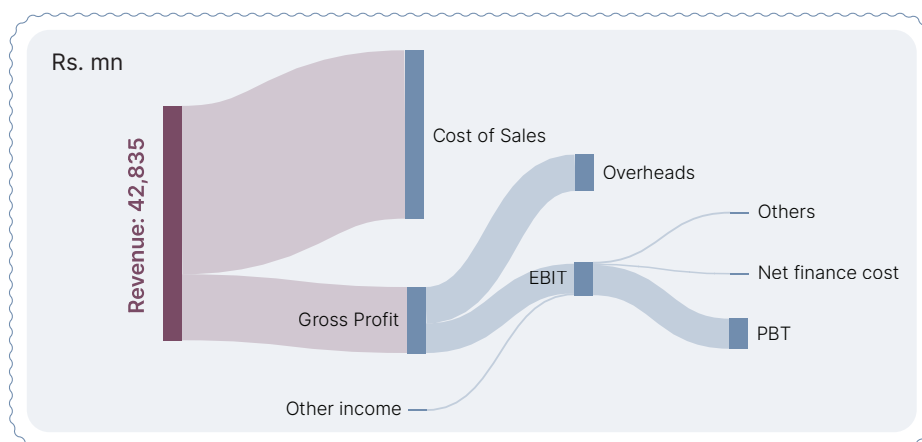 Rs. mn
Revenue: 42,835
Cost of Sales
Overheads
Others
Net finance cost
EBIT
Gross Profit
PBT
Other income